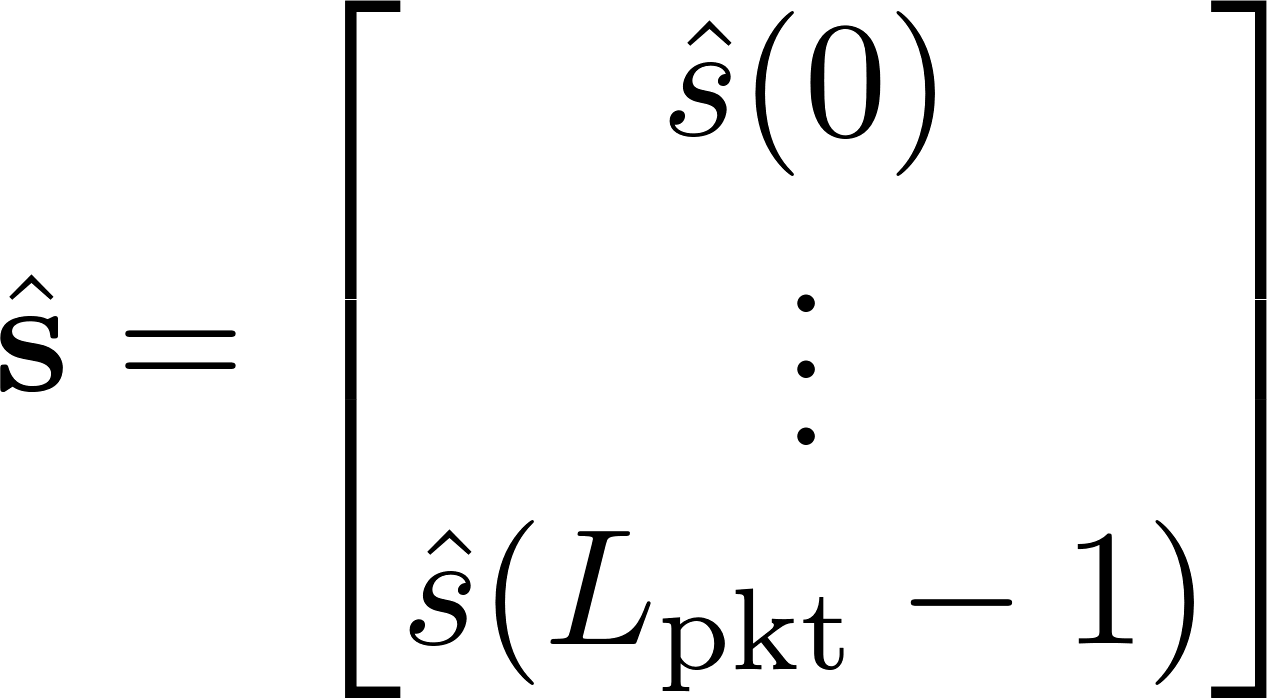 ŝ(0)
⋮
𝐬̂ =
ŝ(L_pkt − 1)